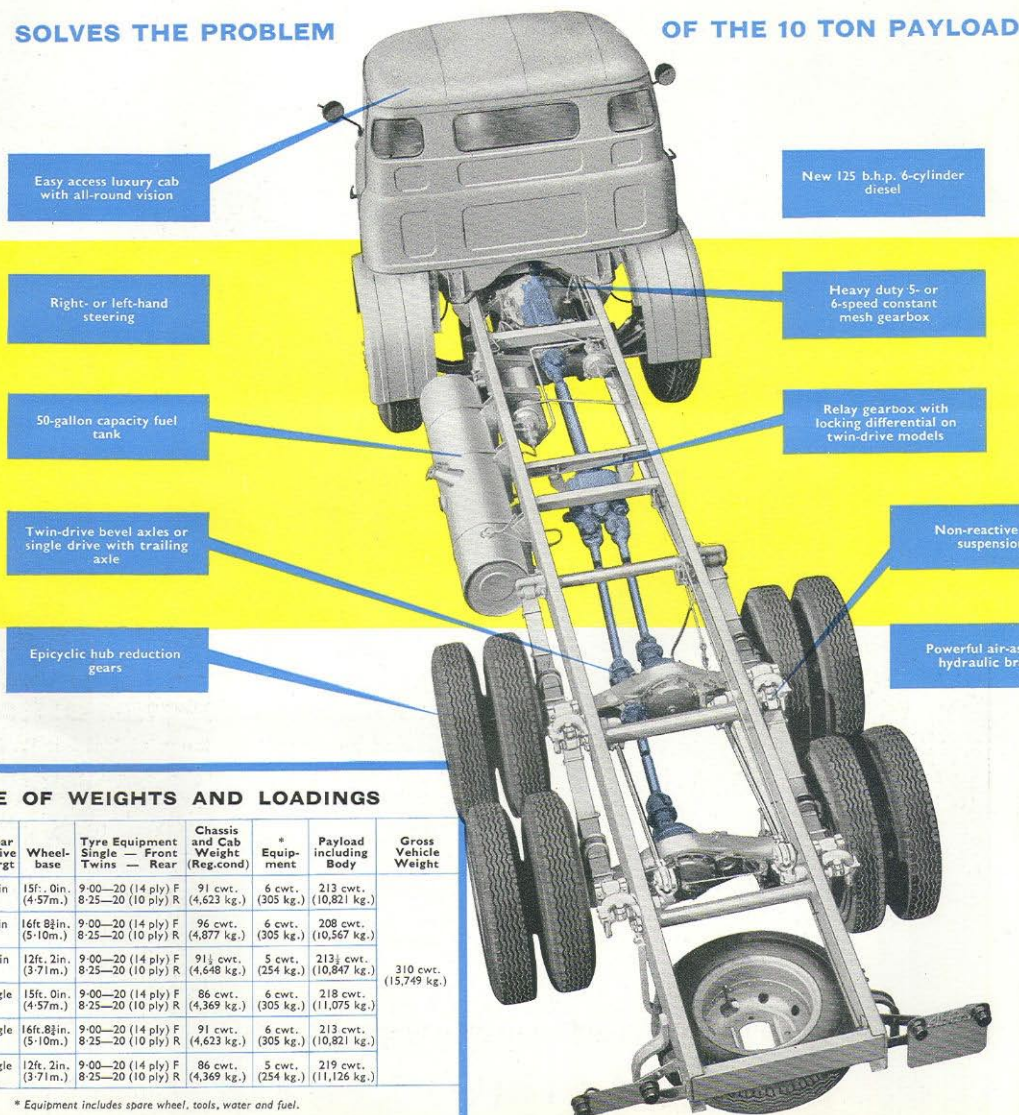 SOLVES THE PROBLEM
OF THE 10 TON PAYLOAD
Easy access luxury cab
with all-round vision
New 125 b.h.p. 6-cylinder
diesel
Right- or left-hand
steering
Heavy duty 5- or
6-speed constant
mesh gearbox
50-gallon capacity fuel
tank
Relay gearbox with
locking differential on
twin-drive models
Twin-drive bevel axles or
single drive with trailing
axle
Non-reactive
suspension
Epicyclic hub reduction
gears
Powerful air-as
hydraulic br
E OF WEIGHTS AND LOADINGS
ar
ive
rgt
Wheel-
base
Tyre Equipment
Single — Front
Twins — Rear
Chassis
and Cab
Weight
(Reg.cond)
*
Equip-
ment
Payload
including
Body
Gross
Vehicle
Weight
in 15ft. 0in. 9·00—20 (14 ply) F 91 cwt. 6 cwt. 213 cwt.
(4·57m.) 8·25—20 (10 ply) R (4,623 kg.) (305 kg.) (10,821 kg.)
in 16ft 8¾in. 9·00—20 (14 ply) F 96 cwt. 6 cwt. 208 cwt.
(5·10m.) 8·25—20 (10 ply) R (4,877 kg.) (305 kg.) (10,567 kg.)
in 12ft. 2in. 9·00—20 (14 ply) F 91½ cwt. 5 cwt. 213½ cwt.
(3·71m.) 8·25—20 (10 ply) R (4,648 kg.) (254 kg.) (10,847 kg.)
310 cwt.
(15,749 kg.)
gle 15ft. 0in. 9·00—20 (14 ply) F 86 cwt. 6 cwt. 218 cwt.
(4·57m.) 8·25—20 (10 ply) R (4,369 kg.) (305 kg.) (11,075 kg.)
gle 16ft.8¾in. 9·00—20 (14 ply) F 91 cwt. 6 cwt. 213 cwt.
(5·10m.) 8·25—20 (10 ply) R (4,623 kg.) (305 kg.) (10,821 kg.)
gle 12ft. 2in. 9·00—20 (14 ply) F 86 cwt. 5 cwt. 219 cwt.
(3·71m.) 8·25—20 (10 ply) R (4,369 kg.) (254 kg.) (11,126 kg.)
* Equipment includes spare wheel, tools, water and fuel.